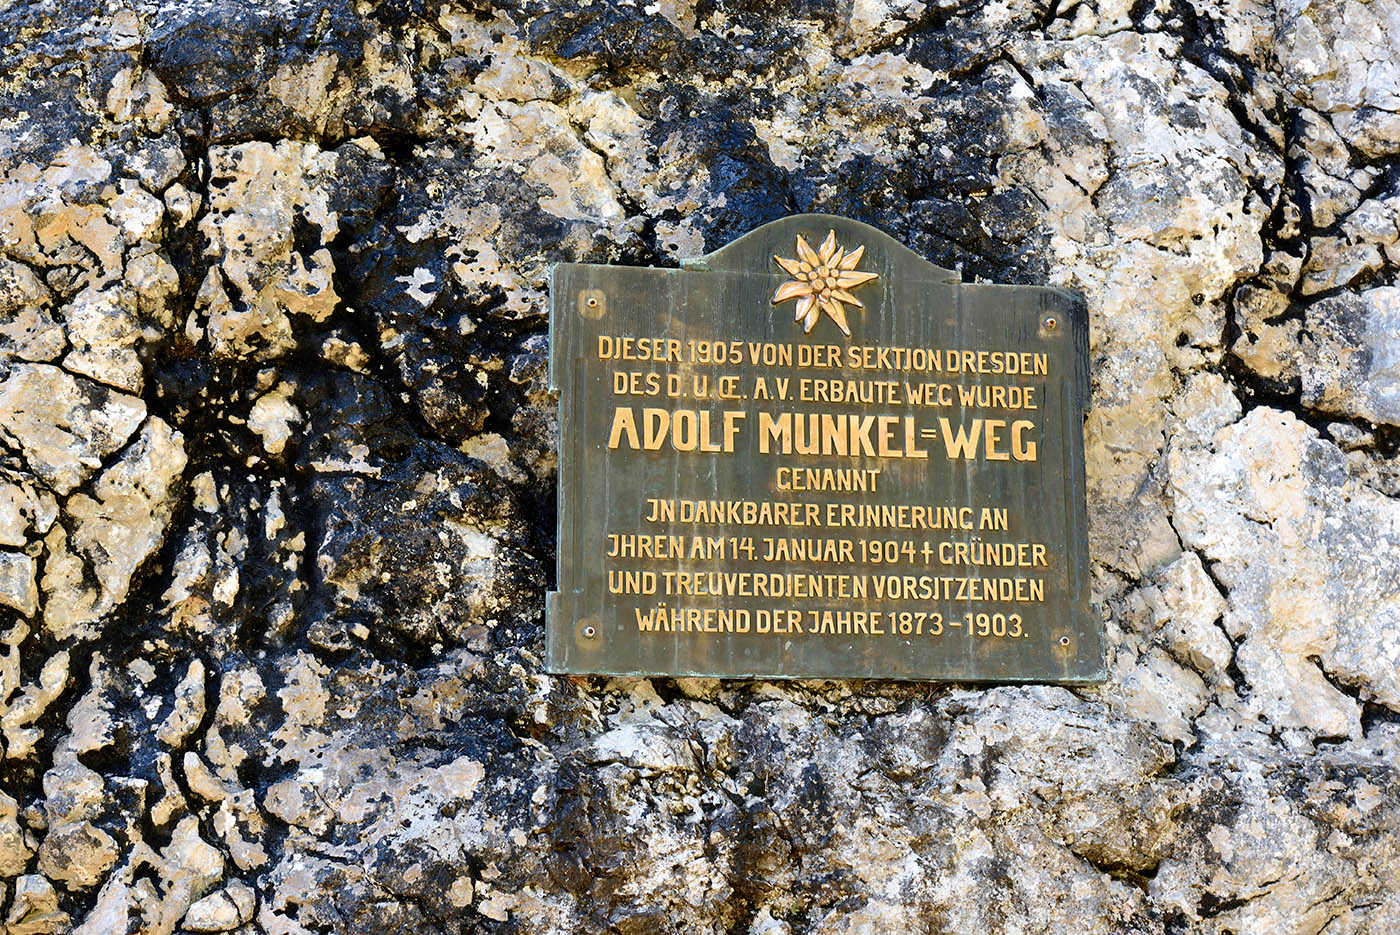 DJESER 1905 VON DER SEKTJON DRESDEN
DES D. U. Œ. A.V. ERBAUTE WEG WURDE
ADOLF MUNKEL=WEG
GENANNT
JN DANKBARER ERJNNERUNG AN
JHREN AM 14. JANUAR 1904 † GRÜNDER
UND TREUVERDJENTEN VORSJTZENDEN
WÄHREND DER JAHRE 1873 – 1903.